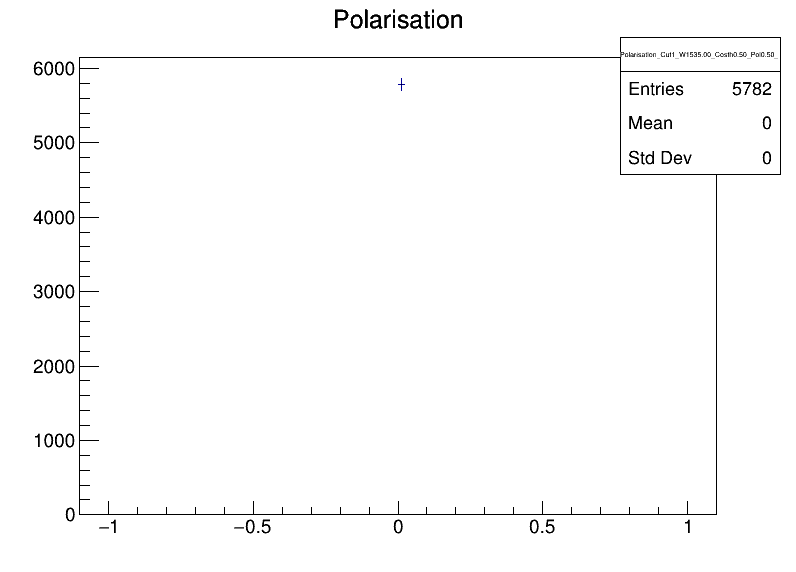 Polarisation
Polarisation_Cut1_W1535.00_Costh0.50_Pol0.50_
Entries 5782
Mean 0
Std Dev 0
6000
5000
4000
3000
2000
1000
0
−1 −0.5 0 0.5 1